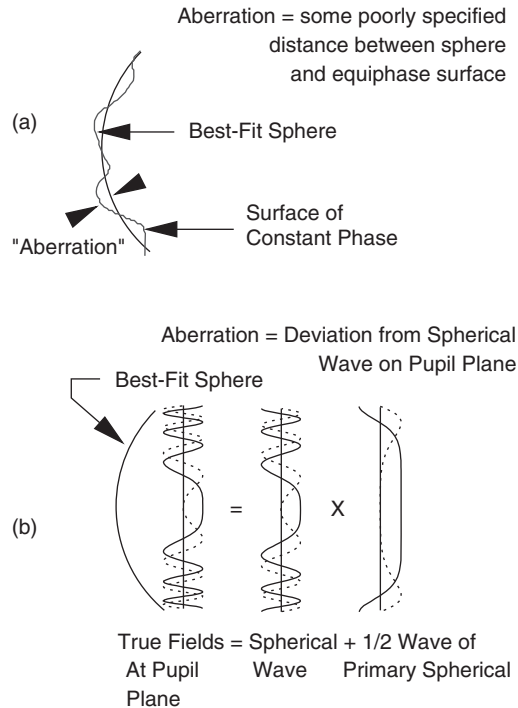 Aberration = some poorly specified
distance between sphere
and equiphase surface
(a)
Best-Fit Sphere
Surface of
Constant Phase
"Aberration"
Aberration = Deviation from Spherical
Wave on Pupil Plane
Best-Fit Sphere
(b)
= X
True Fields = Spherical + 1/2 Wave of
At Pupil Wave Primary Spherical
Plane